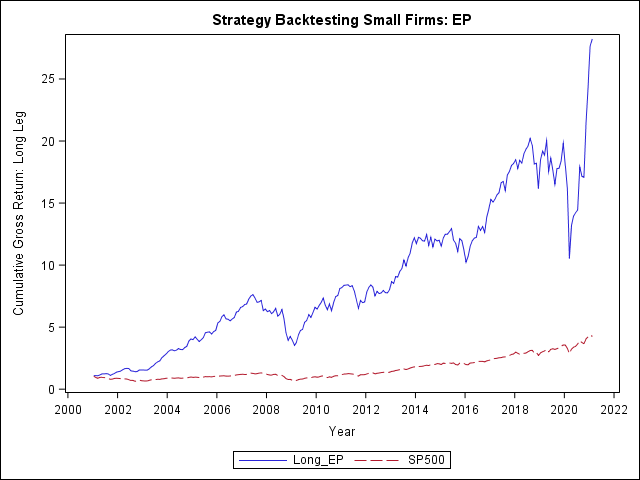 Strategy Backtesting Small Firms: EP
Cumulative Gross Return: Long Leg
25
20
15
10
5
0
2000 2002 2004 2006 2008 2010 2012 2014 2016 2018 2020 2022
Year
Long_EP SP500